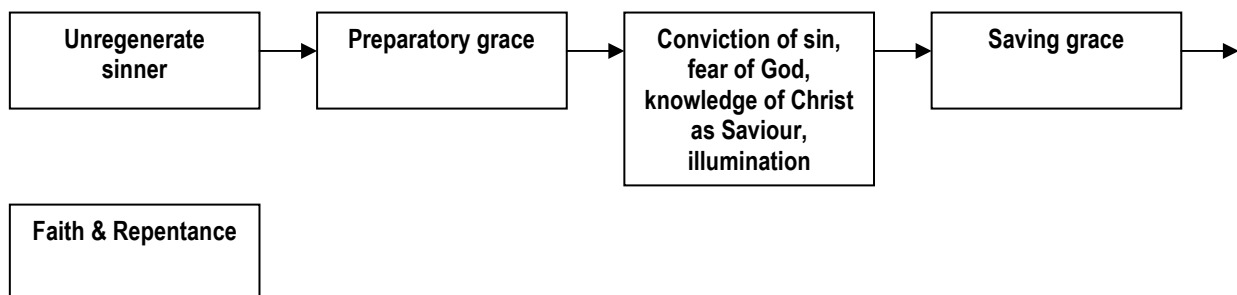 Unregenerate
sinner
Preparatory grace
Conviction of sin,
fear of God,
knowledge of Christ
as Saviour,
illumination
Saving grace
Faith & Repentance